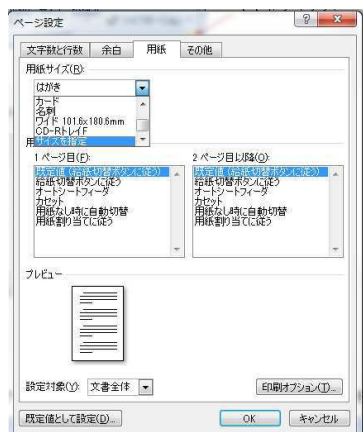 ページ設定
文字数と行数 余白 用紙 その他
用紙サイズ(R):
はがき
カード
名刺
ワイド 101.6x180.6mm
CD-RトレイF
サイズを指定
1 ページ目(F): 2 ページ目以降(O):
既定値 (給紙切替ボタンに従う) 既定値 (給紙切替ボタンに従う)
給紙切替ボタンに従う 給紙切替ボタンに従う
オートシートフィーダ オートシートフィーダ
カセット カセット
用紙なし時に自動切替 用紙なし時に自動切替
用紙割り当てに従う 用紙割り当てに従う
プレビュー
設定対象(Y): 文書全体 印刷オプション(T)...
既定値として設定(D)... OK キャンセル